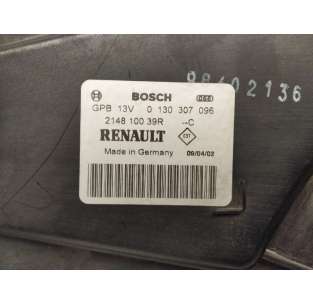 98402136
BOSCH
GPB 13V 0 130 307 096
2148 100 39R --C
RENAULT
Made in Germany 09/04/02